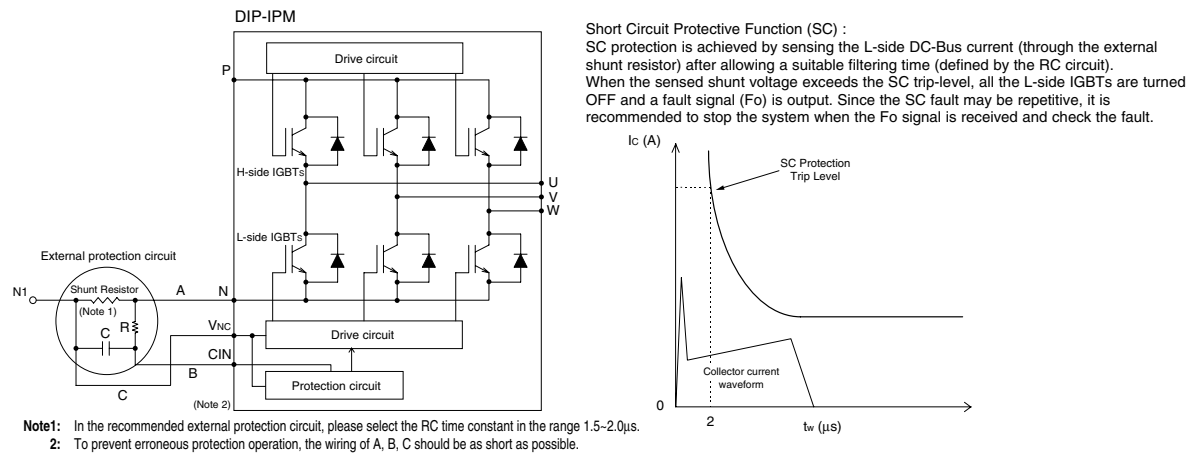 DIP-IPM
Drive circuit
P
H-side IGBTs
U
V
W
L-side IGBTs
External protection circuit
N1
Shunt Resistor
(Note 1)
A
N
R
C
VNC
Drive circuit
CIN
B
C
Protection circuit
(Note 2)
Short Circuit Protective Function (SC) :
SC protection is achieved by sensing the L-side DC-Bus current (through the external
shunt resistor) after allowing a suitable filtering time (defined by the RC circuit).
When the sensed shunt voltage exceeds the SC trip-level, all the L-side IGBTs are turned
OFF and a fault signal (Fo) is output. Since the SC fault may be repetitive, it is
recommended to stop the system when the Fo signal is received and check the fault.
IC (A)
SC Protection
Trip Level
Collector current
waveform
0
2
tw (μs)
Note1: In the recommended external protection circuit, please select the RC time constant in the range 1.5~2.0μs.
2: To prevent erroneous protection operation, the wiring of A, B, C should be as short as possible.